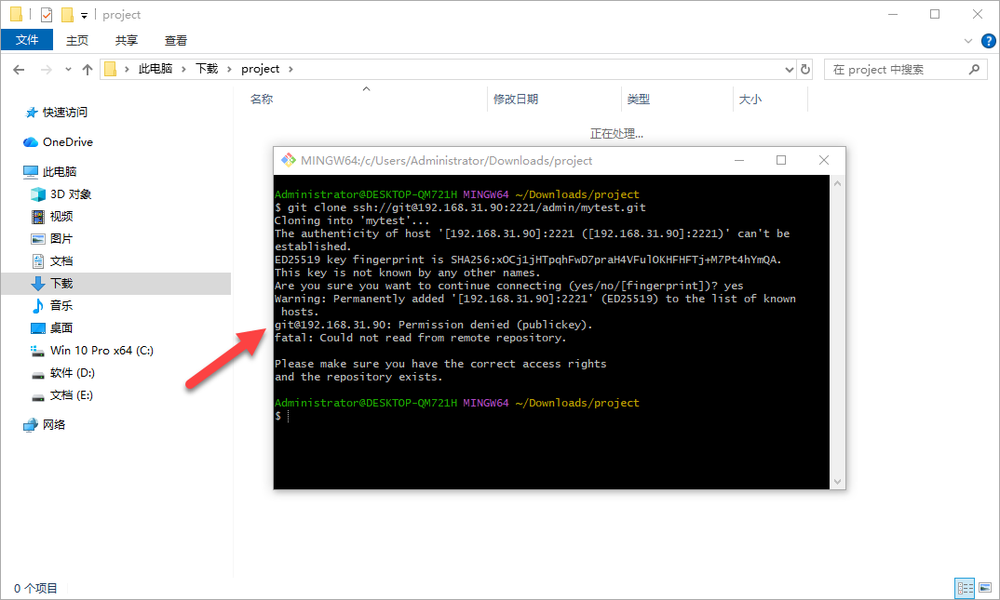 project
文件 主页 共享 查看
此电脑 下载 project
在 project 中搜索
名称 修改日期 类型 大小
正在处理...
快速访问
OneDrive
此电脑
3D 对象
视频
图片
文档
下载
音乐
桌面
Win 10 Pro x64 (C:)
软件 (D:)
文档 (E:)
网络
MINGW64:/c/Users/Administrator/Downloads/project
Administrator@DESKTOP-QM721H MINGW64 ~/Downloads/project
$ git clone ssh://git@192.168.31.90:2221/admin/mytest.git
Cloning into 'mytest'...
The authenticity of host '[192.168.31.90]:2221 ([192.168.31.90]:2221)' can't be
established.
ED25519 key fingerprint is SHA256:xOCj1jHTpqhFwD7praH4VFulOKHFHFTj+M7Pt4hYmQA.
This key is not known by any other names.
Are you sure you want to continue connecting (yes/no/[fingerprint])? yes
Warning: Permanently added '[192.168.31.90]:2221' (ED25519) to the list of known
hosts.
git@192.168.31.90: Permission denied (publickey).
fatal: Could not read from remote repository.
Please make sure you have the correct access rights
and the repository exists.
Administrator@DESKTOP-QM721H MINGW64 ~/Downloads/project
$
0 个项目